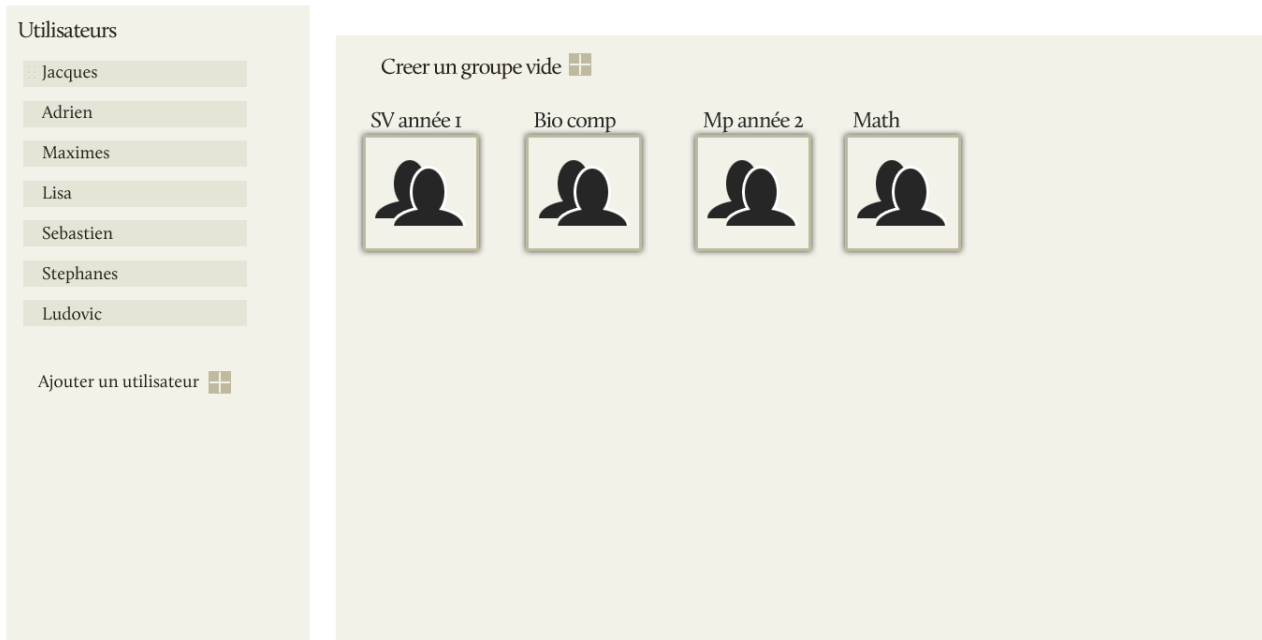 Utilisateurs
Jacques
Adrien
Maximes
Lisa
Sebastien
Stephanes
Ludovic
Ajouter un utilisateur
Creer un groupe vide
SV année 1
Bio comp
Mp année 2
Math